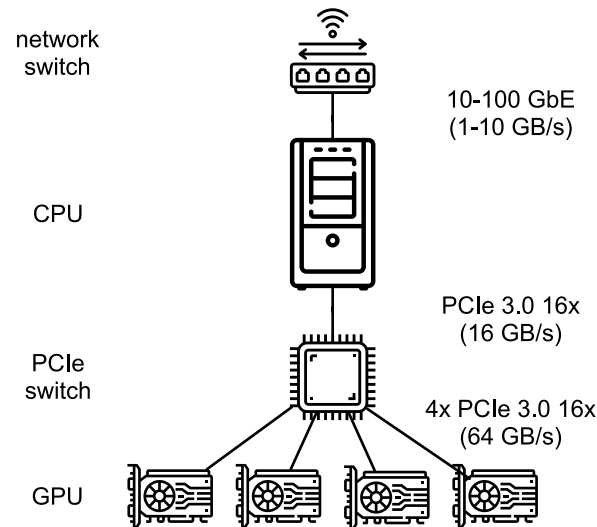 network
switch
10-100 GbE
(1-10 GB/s)
CPU
PCIe 3.0 16x
(16 GB/s)
PCIe
switch
4x PCIe 3.0 16x
(64 GB/s)
GPU